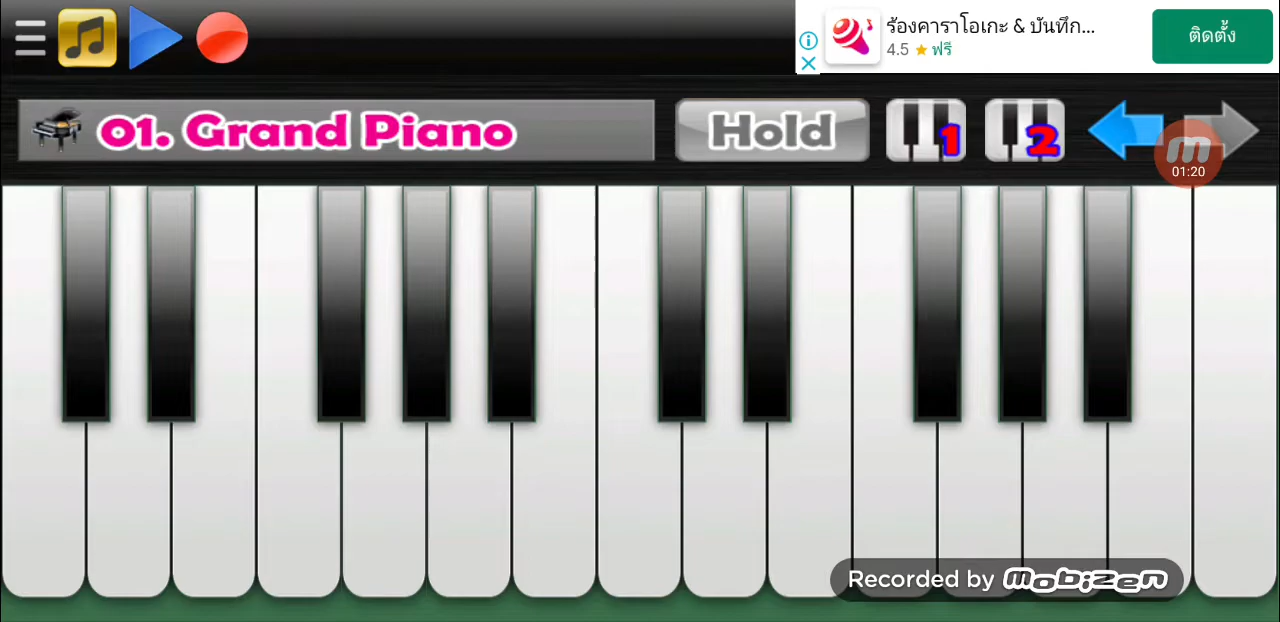 ร้องคาราโอเกะ & บันทึก...
4.5 ★ ฟรี
ติดตั้ง
01. Grand Piano
Hold
1
2
01:20
Recorded by mobizen